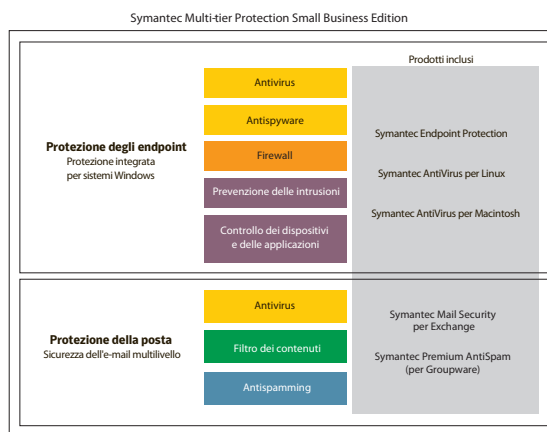 Symantec Multi-tier Protection Small Business Edition
Prodotti inclusi
Protezione degli endpoint
Protezione integrata
per sistemi Windows
Antivirus
Antispyware
Firewall
Prevenzione delle intrusioni
Controllo dei dispositivi
e delle applicazioni
Symantec Endpoint Protection
Symantec AntiVirus per Linux
Symantec AntiVirus per Macintosh
Protezione della posta
Sicurezza dell'e-mail multilivello
Antivirus
Filtro dei contenuti
Antispamming
Symantec Mail Security
per Exchange
Symantec Premium AntiSpam
(per Groupware)